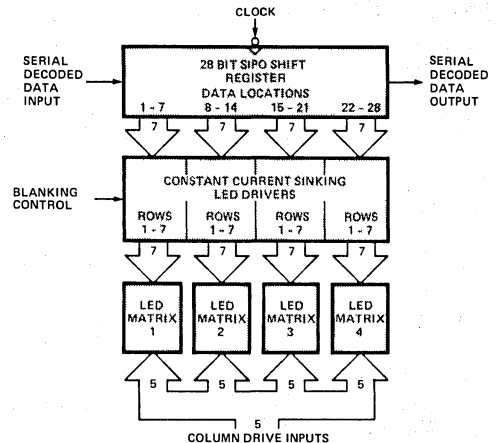 CLOCK
SERIAL
DECODED
DATA
INPUT
28 BIT SIPO SHIFT
REGISTER
DATA LOCATIONS
1 - 7 8 - 14 15 - 21 22 - 28
SERIAL
DECODED
DATA
OUTPUT
7 7 7 7
BLANKING
CONTROL
CONSTANT CURRENT SINKING
LED DRIVERS
ROWS ROWS ROWS ROWS
1 - 7 1 - 7 1 - 7 1 - 7
7 7 7 7
LED LED LED LED
MATRIX MATRIX MATRIX MATRIX
1 2 3 4
5 5 5 5
5
COLUMN DRIVE INPUTS